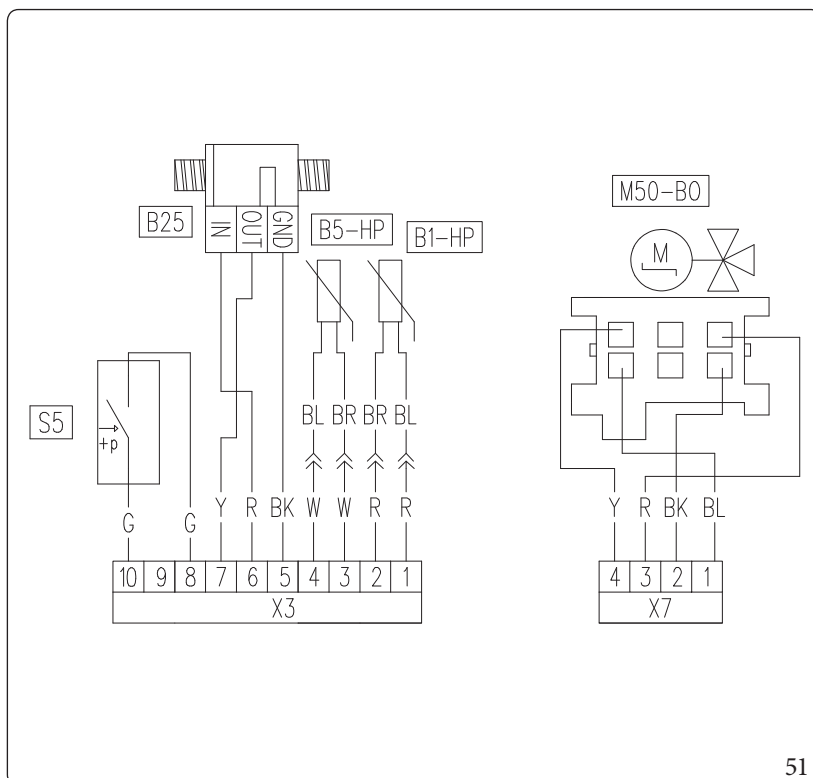 M50-BO
B25
IN OUT GND
B5-HP
B1-HP
M
S5
+p
BL BR BR BL
G G Y R BK W W R R
10 9 8 7 6 5 4 3 2 1
X3
Y R BK BL
4 3 2 1
X7
51